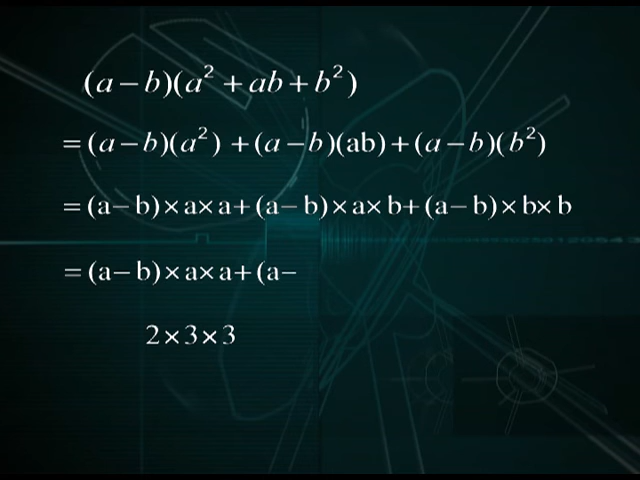 (a − b)(a² + ab + b²)
= (a − b)(a²) + (a − b)(ab) + (a − b)(b²)
= (a − b) × a × a + (a − b) × a × b + (a − b) × b × b
= (a − b) × a × a + (a −
2 × 3 × 3